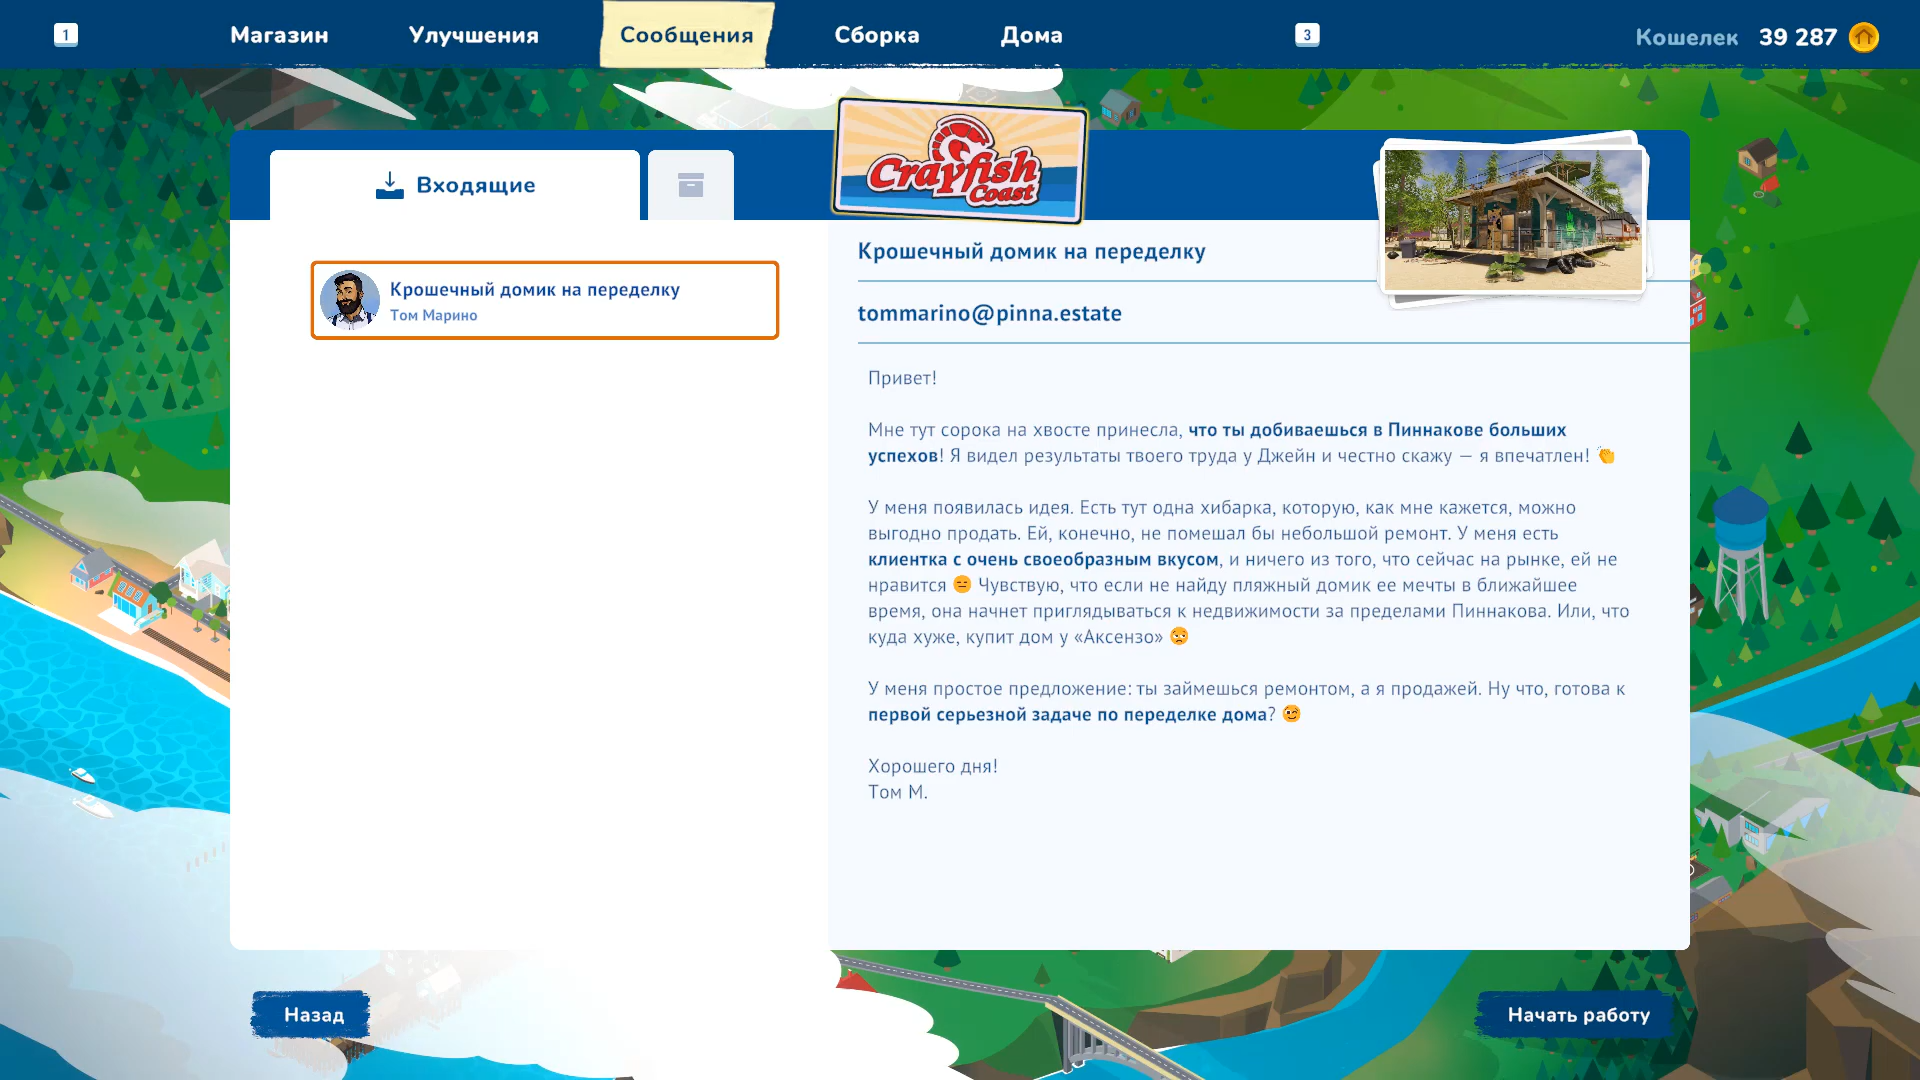 1
Магазин
Улучшения
Сообщения
Сборка
Дома
3
Кошелек 39 287
Входящие
Crayfish
Coast
Крошечный домик на переделку
Том Марино
Крошечный домик на переделку
tommarino@pinna.estate
Привет!
Мне тут сорока на хвосте принесла, что ты добиваешься в Пиннакове больших
успехов! Я видел результаты твоего труда у Джейн и честно скажу — я впечатлен! 👏
У меня появилась идея. Есть тут одна хибарка, которую, как мне кажется, можно
выгодно продать. Ей, конечно, не помешал бы небольшой ремонт. У меня есть
клиентка с очень своеобразным вкусом, и ничего из того, что сейчас на рынке, ей не
нравится 😑 Чувствую, что если не найду пляжный домик ее мечты в ближайшее
время, она начнет приглядываться к недвижимости за пределами Пиннакова. Или, что
куда хуже, купит дом у «Аксензо» 😠
У меня простое предложение: ты займешься ремонтом, а я продажей. Ну что, готова к
первой серьезной задаче по переделке дома? 😉
Хорошего дня!
Том М.
Назад
Начать работу